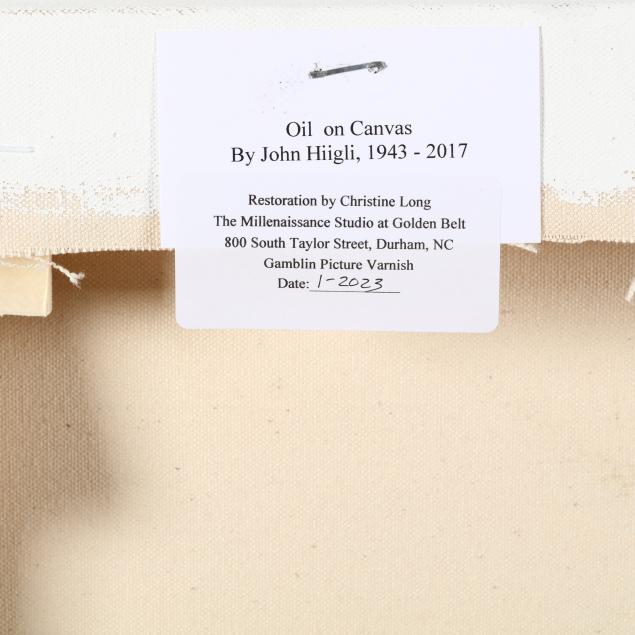 Oil on Canvas
By John Hiigli, 1943 - 2017
Restoration by Christine Long
The Millenaissance Studio at Golden Belt
800 South Taylor Street, Durham, NC
Gamblin Picture Varnish
Date: 1-2023